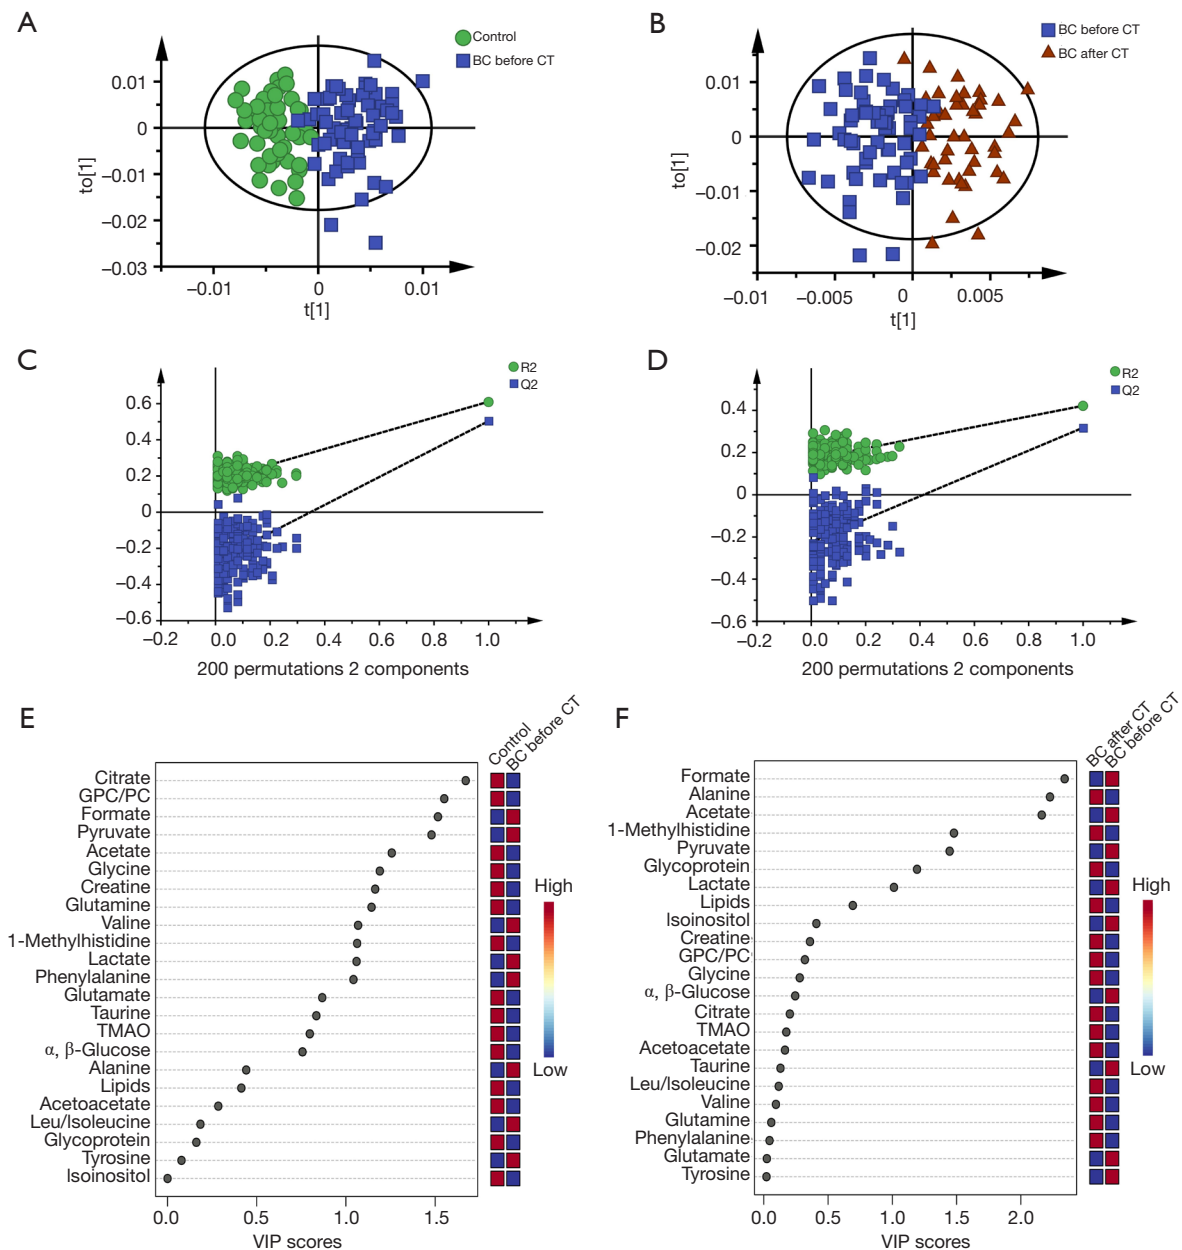 A
Control
BC before CT
0.01
0
−0.01
−0.02
−0.03
to[1]
−0.01
0
0.01
t[1]
B
BC before CT
BC after CT
0.01
0
−0.01
−0.02
to[1]
−0.01
−0.005
0
0.005
t[1]
C
R2
Q2
0.6
0.4
0.2
0
−0.2
−0.4
−0.6
−0.2
0.0
0.2
0.4
0.6
0.8
1.0
200 permutations 2 components
D
R2
Q2
0.4
0.2
0
−0.2
−0.4
−0.6
−0.2
0.0
0.2
0.4
0.6
0.8
1.0
200 permutations 2 components
E
Control
BC before CT
Citrate
GPC/PC
Formate
Pyruvate
Acetate
Glycine
Creatine
Glutamine
Valine
1-Methylhistidine
Lactate
Phenylalanine
Glutamate
Taurine
TMAO
α, β-Glucose
Alanine
Lipids
Acetoacetate
Leu/Isoleucine
Glycoprotein
Tyrosine
Isoinositol
0.0
0.5
1.0
1.5
VIP scores
High
Low
F
BC after CT
BC before CT
Formate
Alanine
Acetate
1-Methylhistidine
Pyruvate
Glycoprotein
Lactate
Lipids
Isoinositol
Creatine
GPC/PC
Glycine
α, β-Glucose
Citrate
TMAO
Acetoacetate
Taurine
Leu/Isoleucine
Valine
Glutamine
Phenylalanine
Glutamate
Tyrosine
0.0
0.5
1.0
1.5
2.0
VIP scores
High
Low